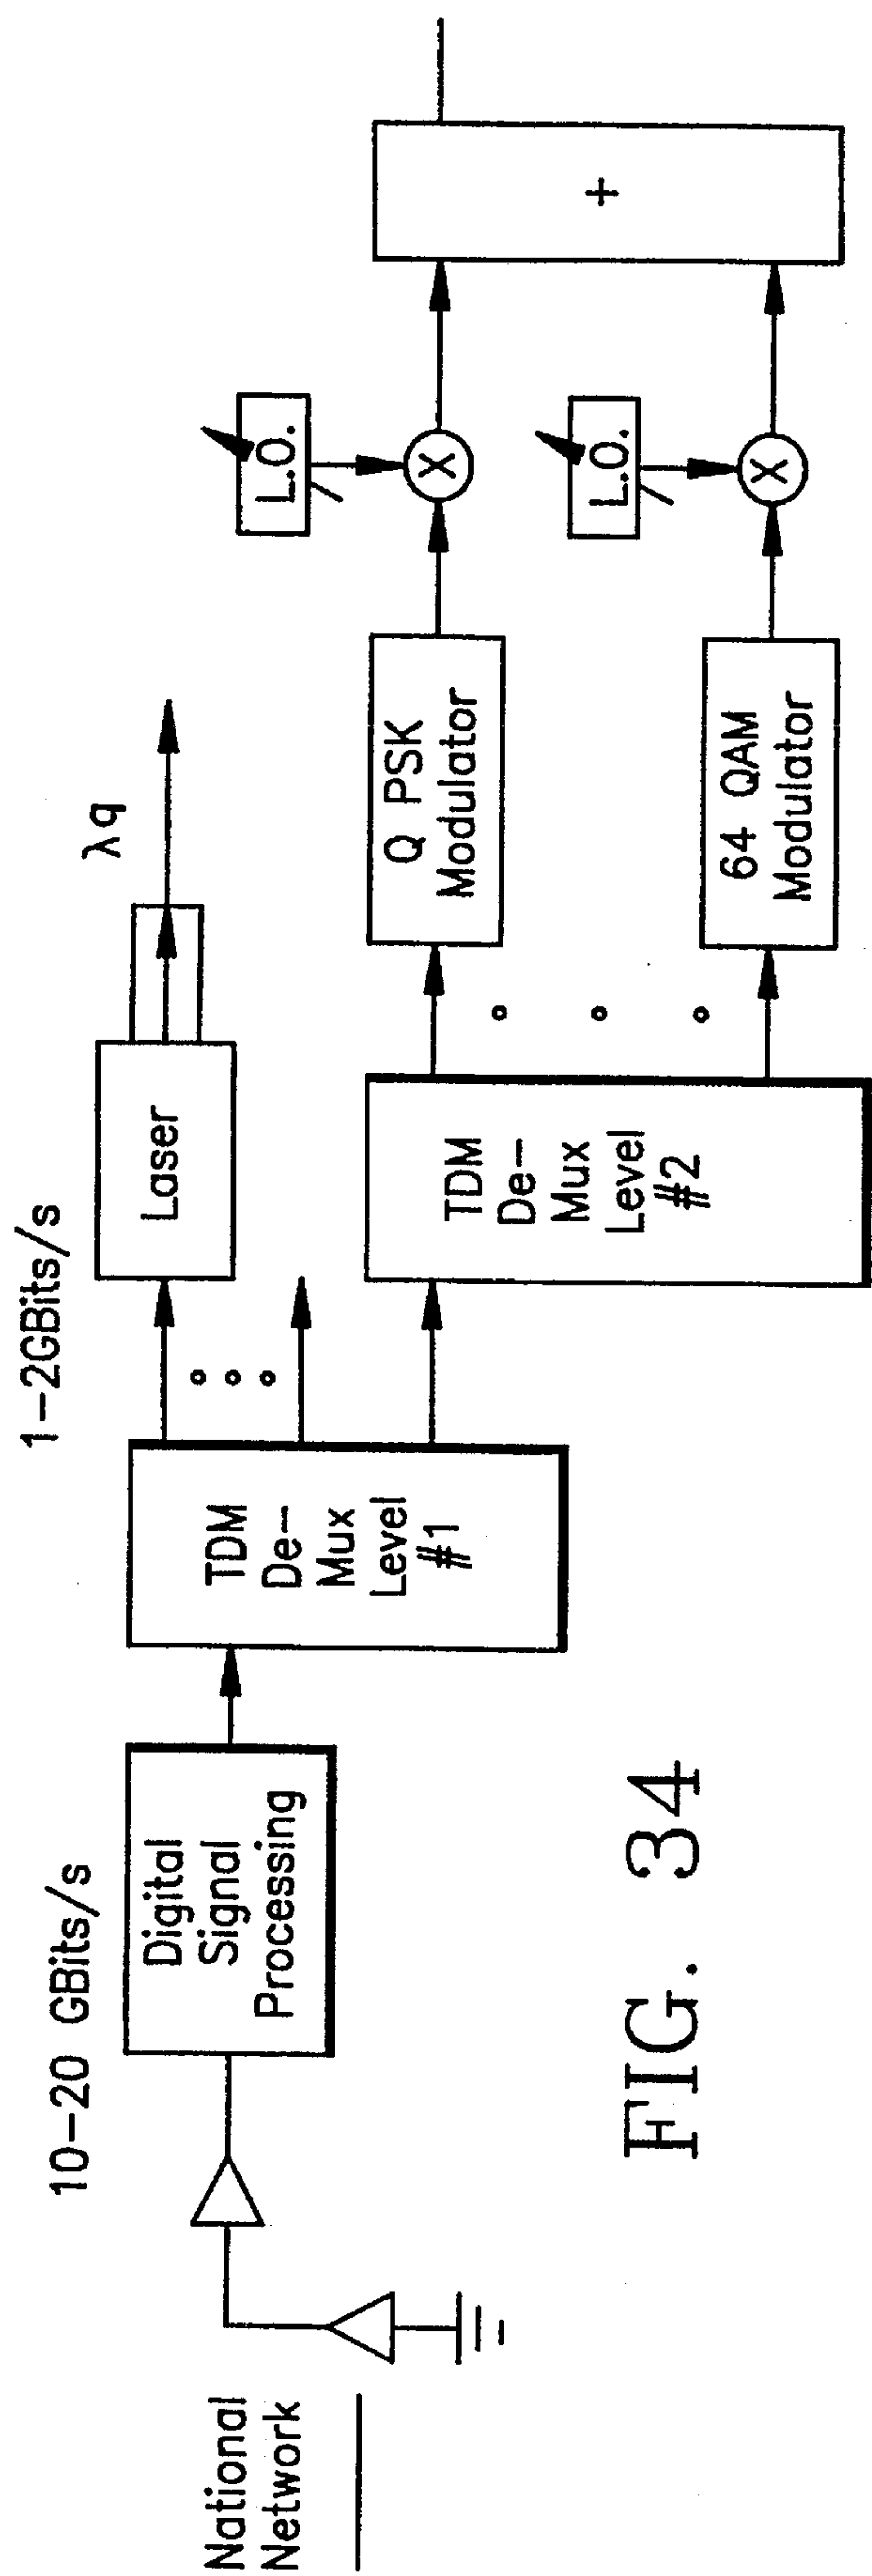 National
Network
10-20 GBits/s
Digital
Signal
Processing
TDM
De-
Mux
Level
#1
1-2GBits/s
Laser
λq
TDM
De-
Mux
Level
#2
Q PSK
Modulator
64 QAM
Modulator
L.O.
X
L.O.
X
+
FIG. 34